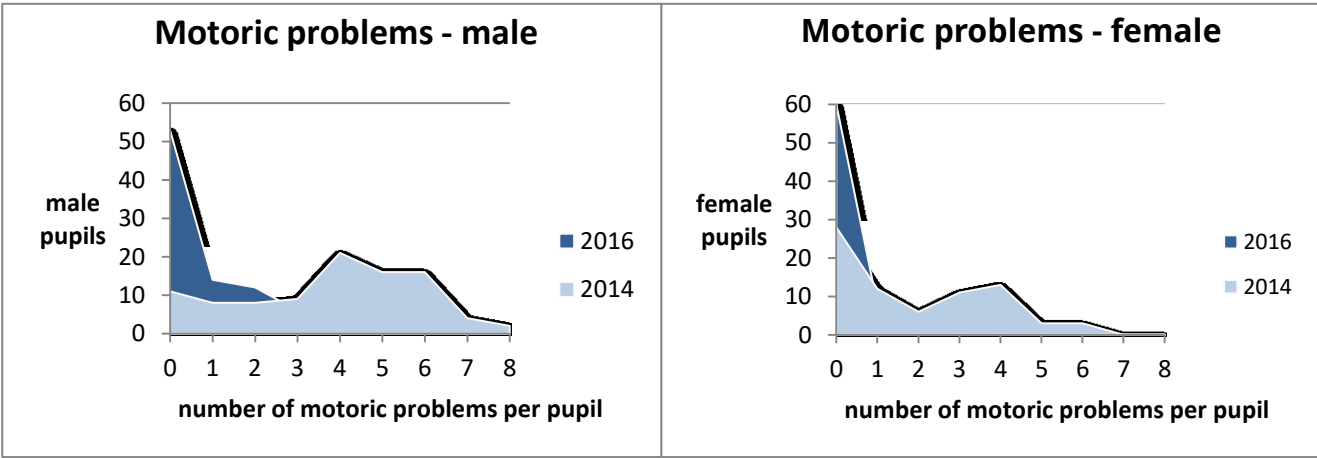 Motoric problems - male
60
50
40
30
20
10
0
male
pupils
0 1 2 3 4 5 6 7 8
number of motoric problems per pupil
2016
2014
Motoric problems - female
60
50
40
30
20
10
0
female
pupils
0 1 2 3 4 5 6 7 8
number of motoric problems per pupil
2016
2014